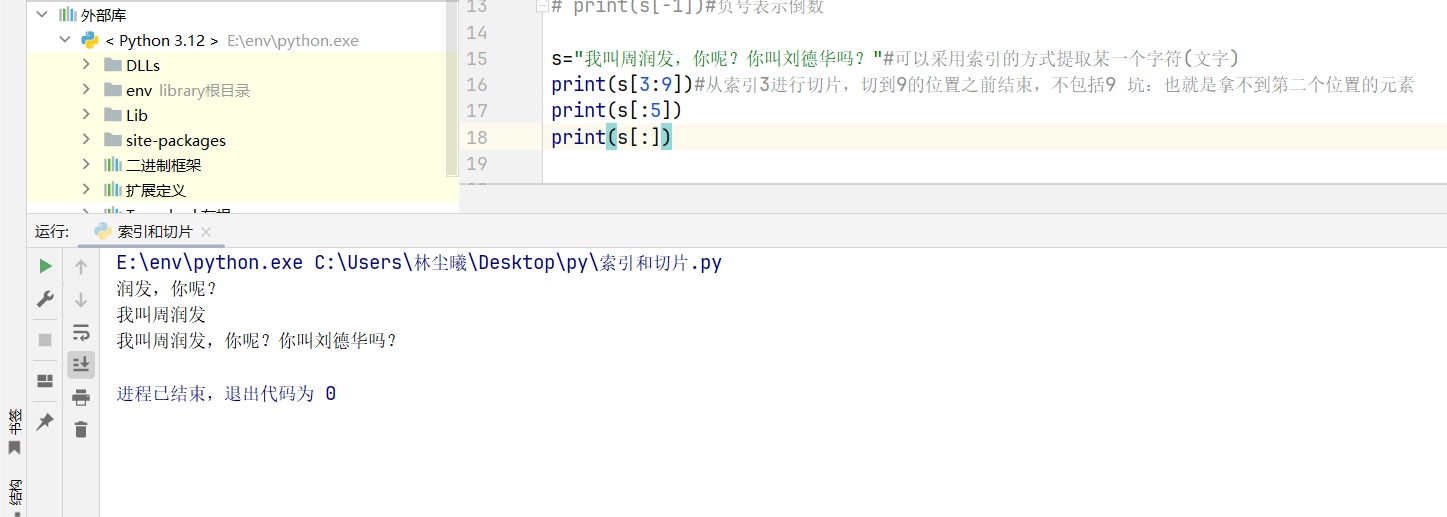 外部库
< Python 3.12 > E:\env\python.exe
DLLs
env library根目录
Lib
site-packages
二进制框架
扩展定义
13 # print(s[-1])#负号表示倒数
14
15 s="我叫周润发，你呢？你叫刘德华吗？"#可以采用索引的方式提取某一个字符(文字)
16 print(s[3:9])#从索引3进行切片，切到9的位置之前结束，不包括9 坑：也就是拿不到第二个位置的元素
17 print(s[:5])
18 print(s[:])
19
运行: 索引和切片
E:\env\python.exe C:\Users\林尘曦\Desktop\py\索引和切片.py
润发，你呢？
我叫周润发
我叫周润发，你呢？你叫刘德华吗？
进程已结束，退出代码为 0
书签
结构